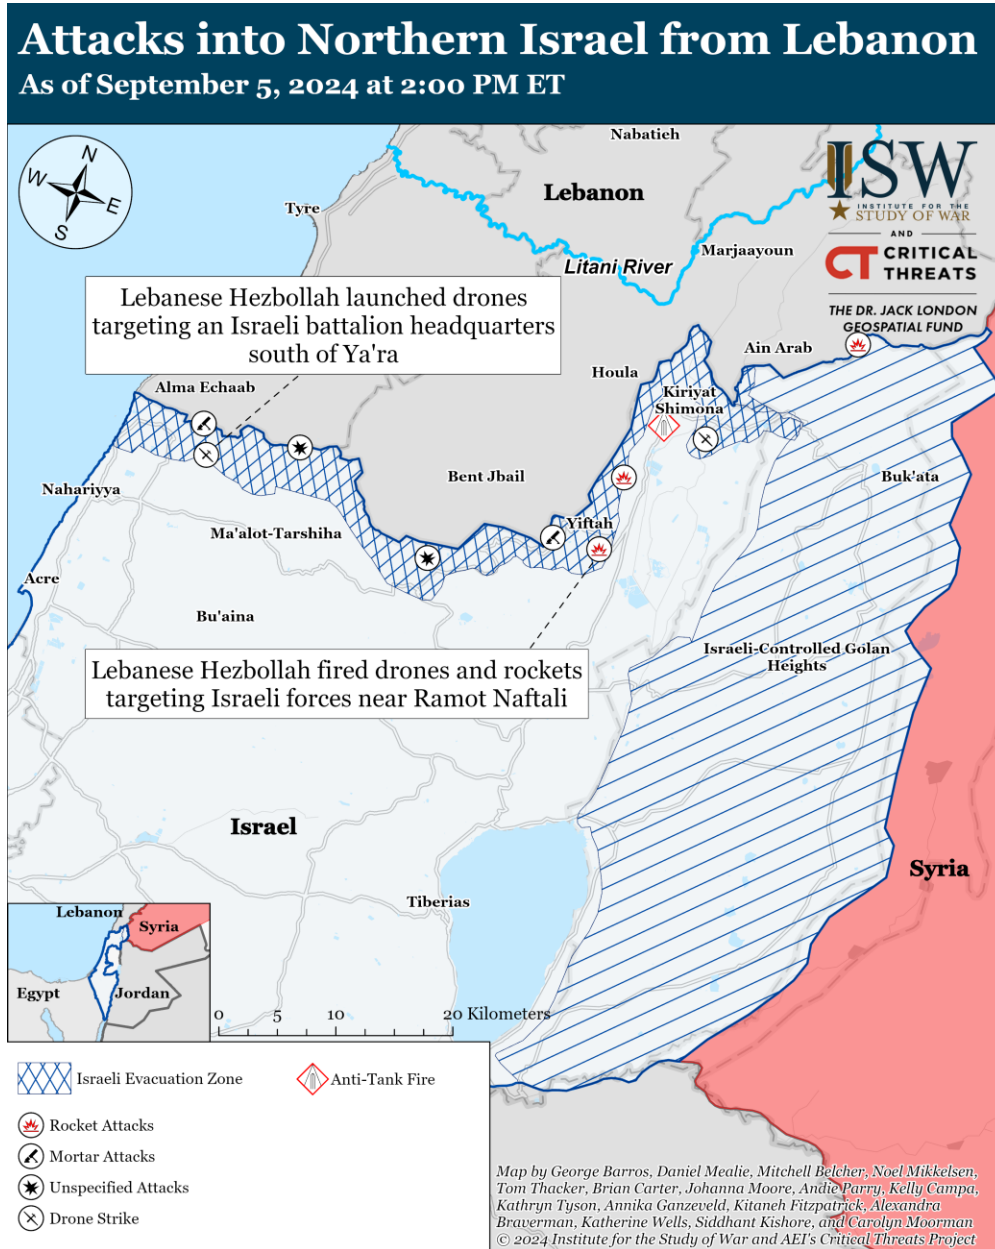 Attacks into Northern Israel from Lebanon
As of September 5, 2024 at 2:00 PM ET
N
W
E
S
Nabatieh
Lebanon
Tyre
Litani River
Marjaayoun
ISW
INSTITUTE FOR THE
STUDY OF WAR
AND
CT CRITICAL
THREATS
THE DR. JACK LONDON
GEOSPATIAL FUND
Lebanese Hezbollah launched drones
targeting an Israeli battalion headquarters
south of Ya'ra
Ain Arab
Houla
Alma Echaab
Kiriyat
Shimona
Bent Jbail
Buk'ata
Nahariyya
Yiftah
Ma'alot-Tarshiha
Acre
Bu'aina
Israeli-Controlled Golan
Heights
Lebanese Hezbollah fired drones and rockets
targeting Israeli forces near Ramot Naftali
Israel
Syria
Tiberias
Lebanon
Syria
Egypt
Jordan
0 5 10 20 Kilometers
Israeli Evacuation Zone
Anti-Tank Fire
Rocket Attacks
Mortar Attacks
Unspecified Attacks
Drone Strike
Map by George Barros, Daniel Mealie, Mitchell Belcher, Noel Mikkelsen,
Tom Thacker, Brian Carter, Johanna Moore, Andie Parry, Kelly Campa,
Kathryn Tyson, Annika Ganzeveld, Kitaneh Fitzpatrick, Alexandra
Braverman, Katherine Wells, Siddhant Kishore, and Carolyn Moorman
© 2024 Institute for the Study of War and AEI's Critical Threats Project